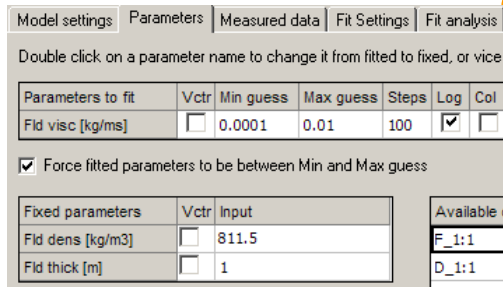 Model settings Parameters Measured data Fit Settings Fit analysis
Double click on a parameter name to change it from fitted to fixed, or vice
Parameters to fit Vctr Min guess Max guess Steps Log Col
Fld visc [kg/ms] 0.0001 0.01 100
Force fitted parameters to be between Min and Max guess
Fixed parameters Vctr Input Available
Fld dens [kg/m3] 811.5 F_1:1
Fld thick [m] 1 D_1:1